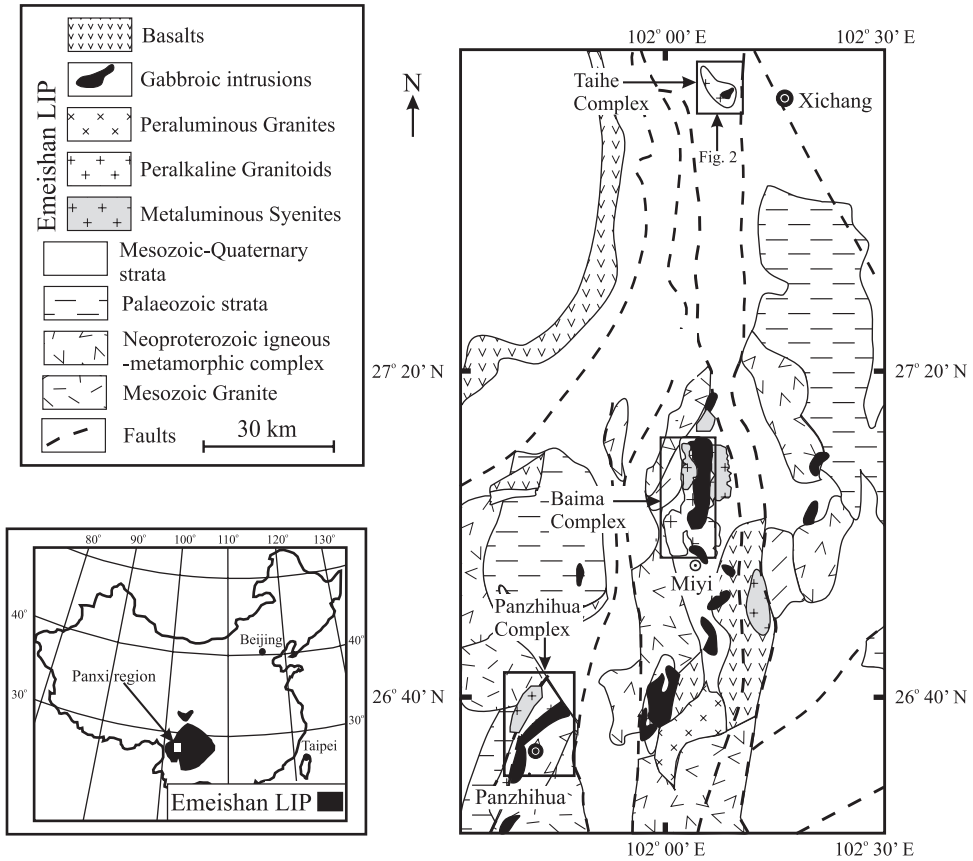 Emeishan LIP
Basalts
Gabbroic intrusions
Peraluminous Granites
Peralkaline Granitoids
Metaluminous Syenites
Mesozoic-Quaternary
strata
Palaeozoic strata
Neoproterozoic igneous
-metamorphic complex
Mesozoic Granite
Faults
30 km
N
102° 00’ E
102° 30’ E
Taihe
Complex
Xichang
Fig. 2
27° 20’ N
27° 20’ N
Baima
Complex
Miyi
Panzhihua
Complex
26° 40’ N
26° 40’ N
Panzhihua
102° 00’ E
102° 30’ E
80°
90°
100°
110°
120°
130°
40°
40°
Beijing
Panxi region
30°
30°
Taipei
Emeishan LIP